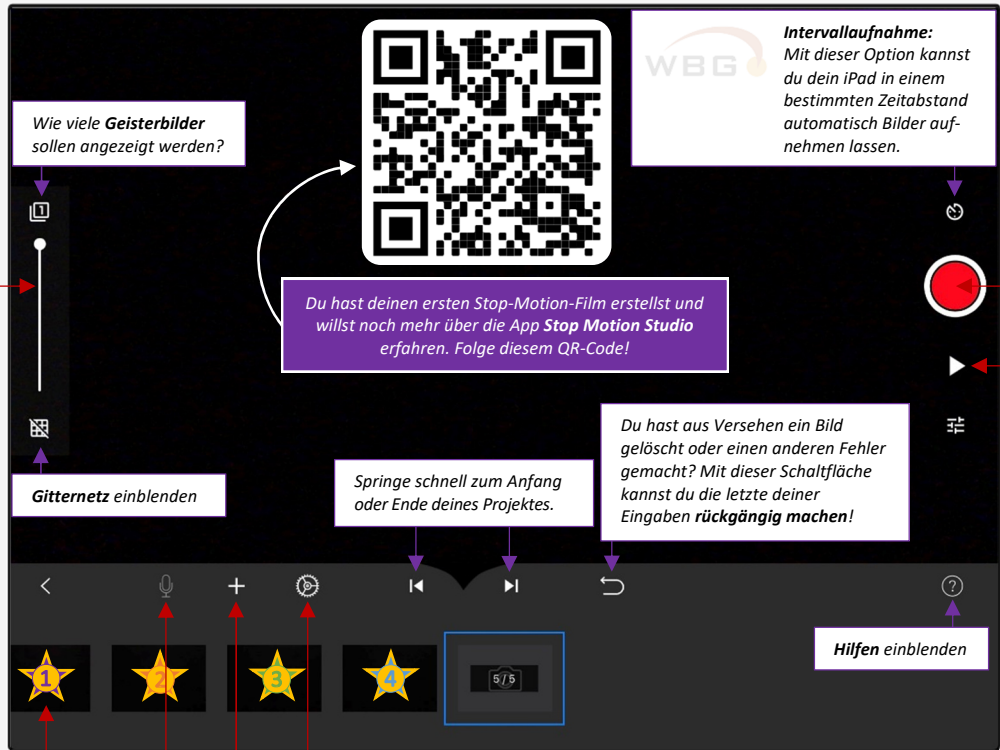 WBG
Intervallaufnahme:
Mit dieser Option kannst
du dein iPad in einem
bestimmten Zeitabstand
automatisch Bilder auf-
nehmen lassen.
Wie viele Geisterbilder
sollen angezeigt werden?
1
Du hast deinen ersten Stop-Motion-Film erstellst und
willst noch mehr über die App Stop Motion Studio
erfahren. Folge diesem QR-Code!
Gitternetz einblenden
Springe schnell zum Anfang
oder Ende deines Projektes.
Du hast aus Versehen ein Bild
gelöscht oder einen anderen Fehler
gemacht? Mit dieser Schaltfläche
kannst du die letzte deiner
Eingaben rückgängig machen!
?
Hilfen einblenden
1
2
3
4
5/5